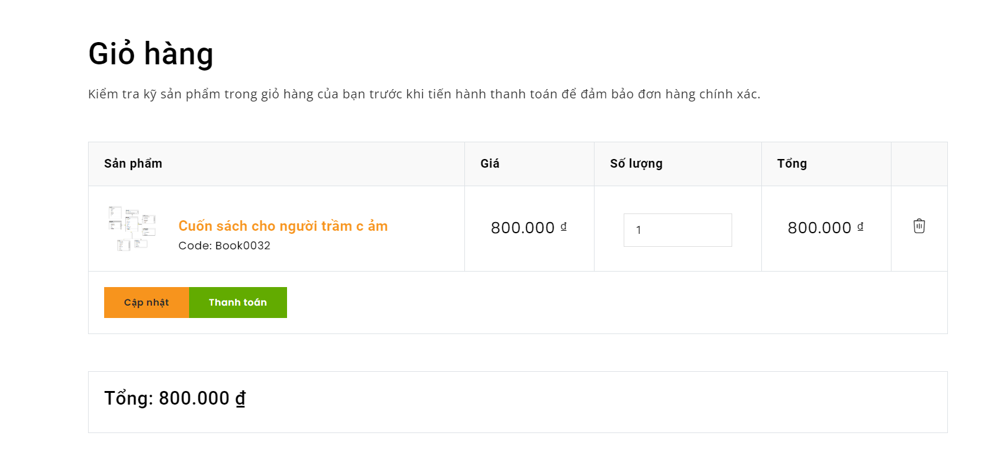 Giỏ hàng
Kiểm tra kỹ sản phẩm trong giỏ hàng của bạn trước khi tiến hành thanh toán để đảm bảo đơn hàng chính xác.
Sản phẩm Giá Số lượng Tổng
Cuốn sách cho người trầm c ảm 800.000 ₫ 1 800.000 ₫
Code: Book0032
Cập nhật Thanh toán
Tổng: 800.000 ₫